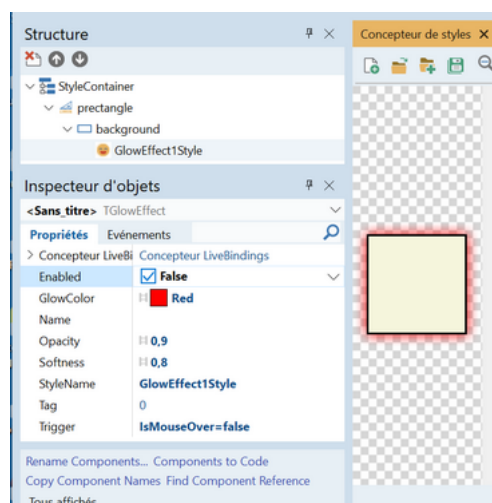 Structure
StyleContainer
prectangle
background
GlowEffect1Style
Inspecteur d'objets
<Sans_titre> TGlowEffect
Propriétés Evénements
Concepteur LiveBi Concepteur LiveBindings
Enabled False
GlowColor Red
Name
Opacity 0,9
Softness 0,8
StyleName GlowEffect1Style
Tag 0
Trigger IsMouseOver=false
Rename Components... Components to Code
Copy Component Names Find Component Reference
Tous affichés
Concepteur de styles